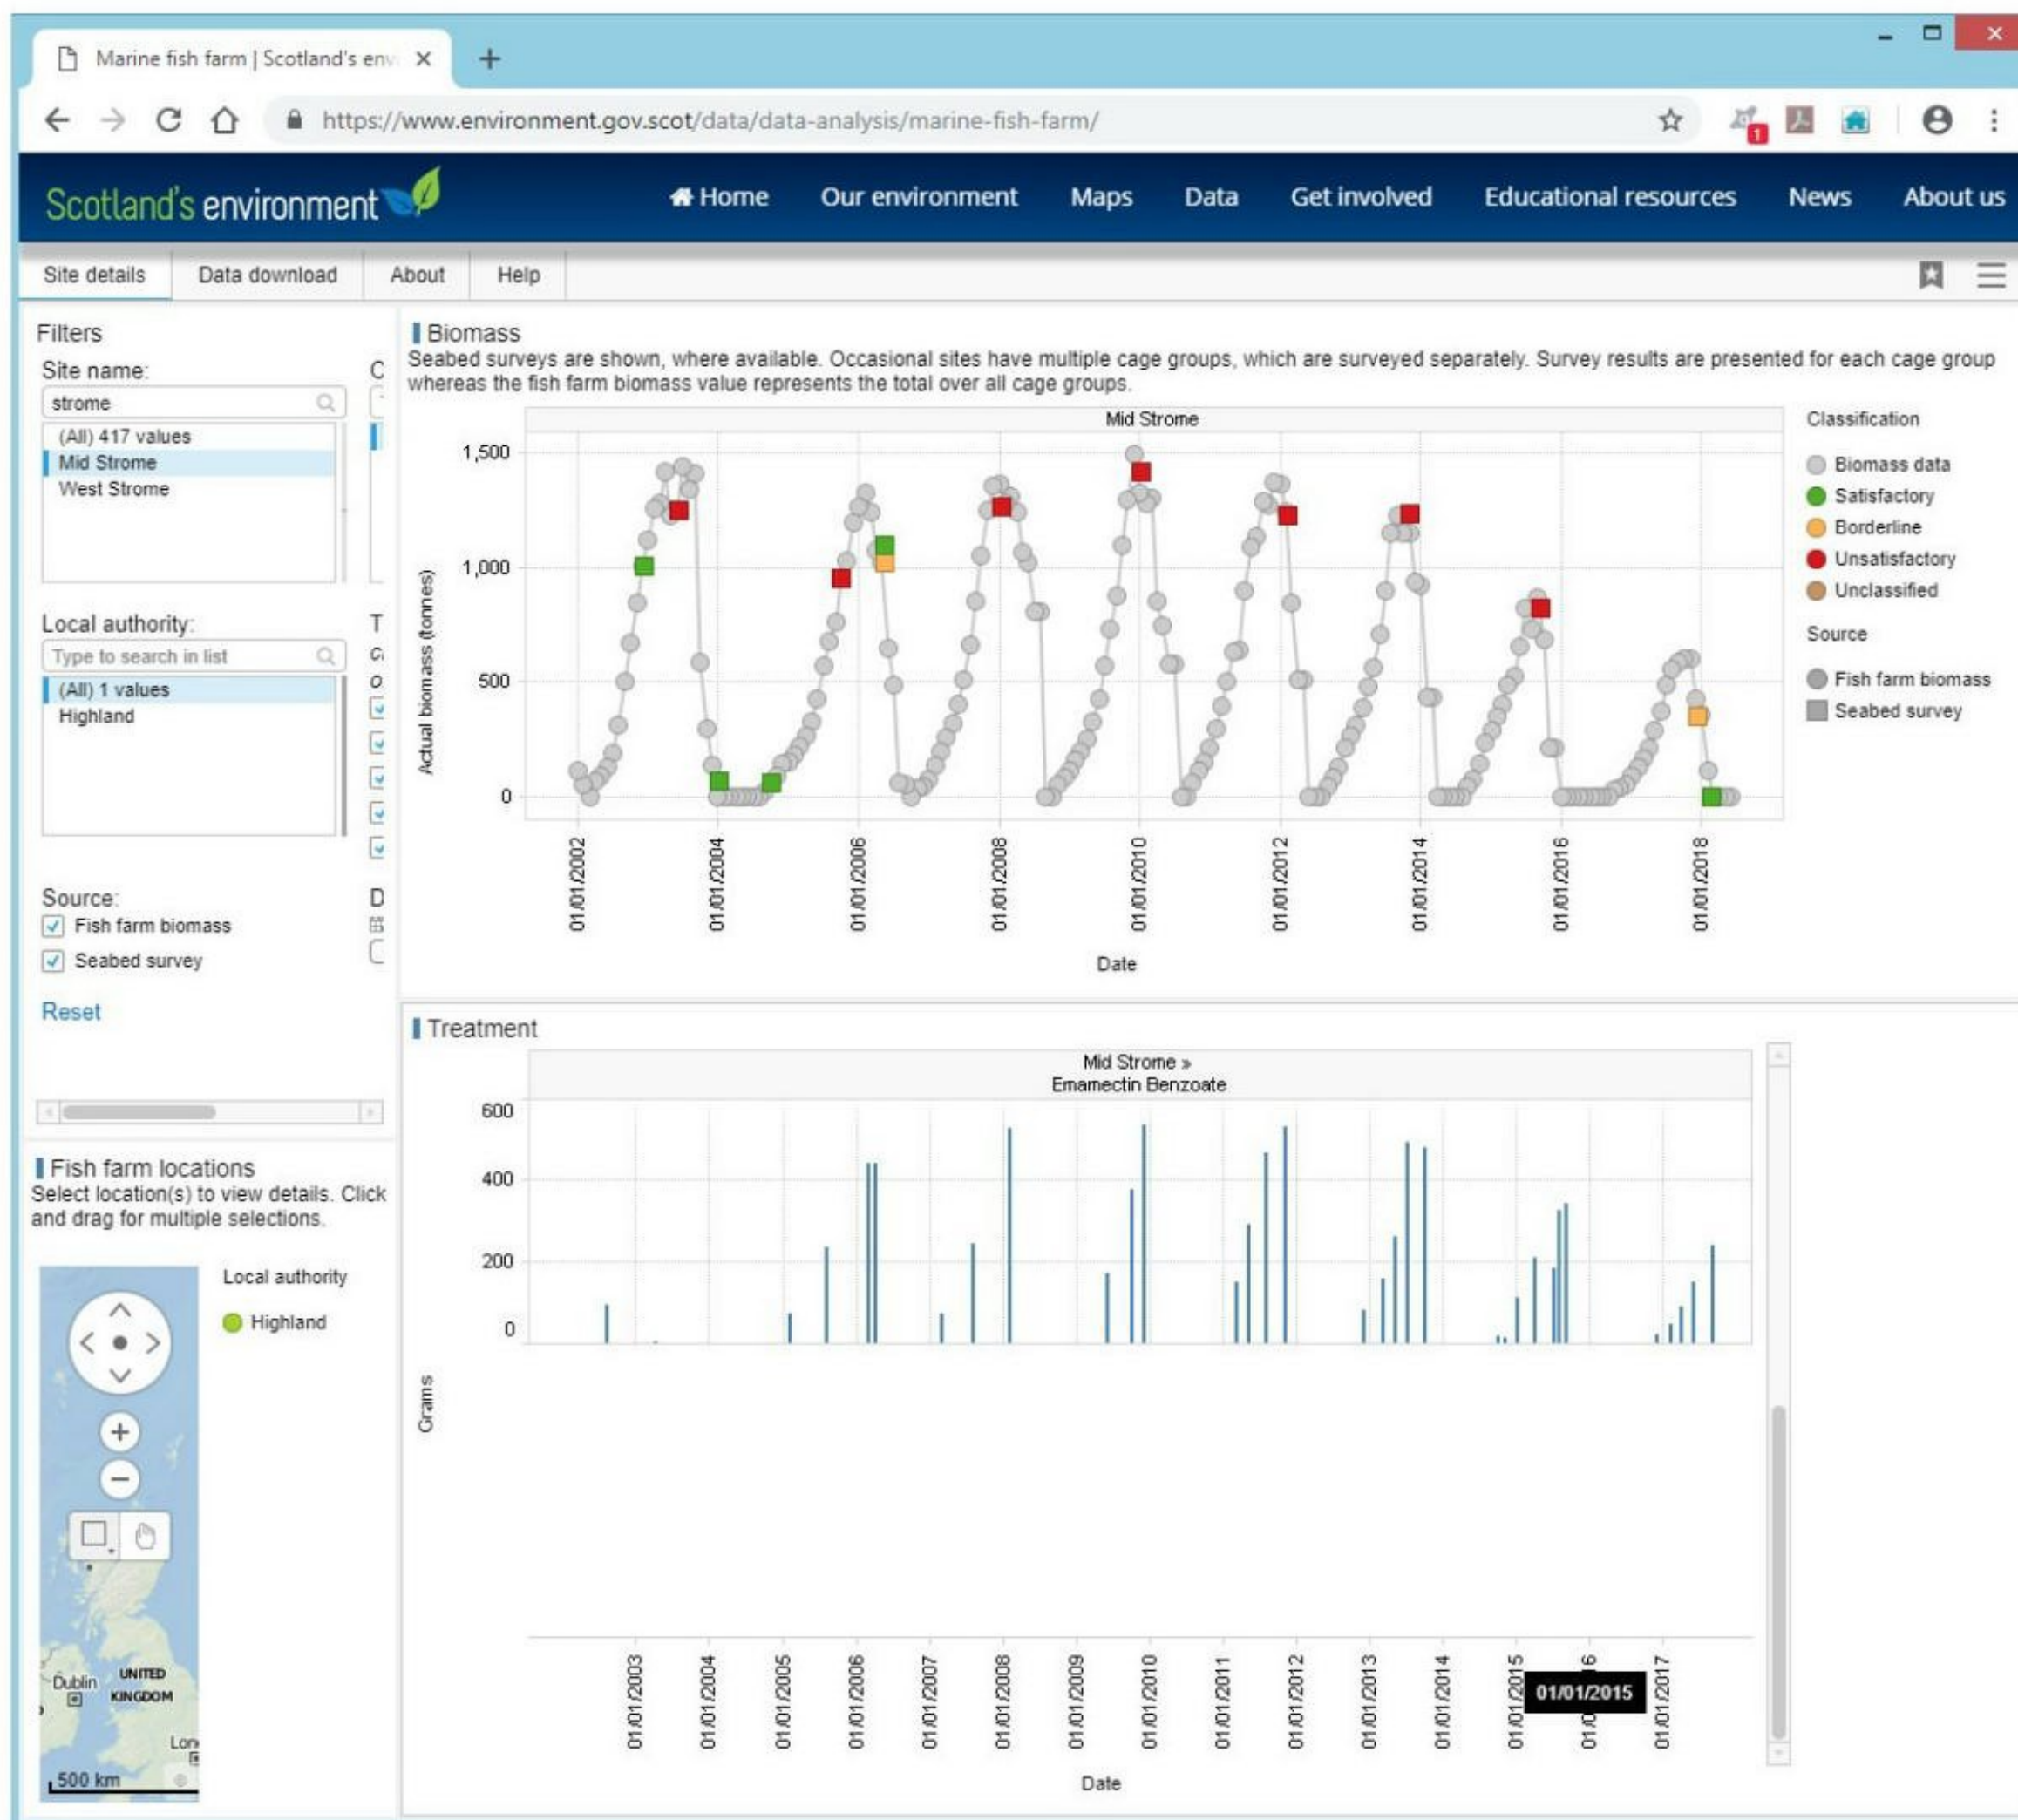 Marine fish farm | Scotland's env
https://www.environment.gov.scot/data/data-analysis/marine-fish-farm/
1
Scotland's environment
Home Our environment Maps Data Get involved Educational resources News About us
Site details Data download About Help
Filters
Site name:
strome
(All) 417 values
Mid Strome
West Strome
C
Local authority:
Type to search in list
(All) 1 values
Highland
T
o
Source:
Fish farm biomass
Seabed survey
D
Reset
Fish farm locations
Select location(s) to view details. Click
and drag for multiple selections.
Local authority
Highland
Dublin
UNITED
KINGDOM
Lon
500 km
Biomass
Seabed surveys are shown, where available. Occasional sites have multiple cage groups, which are surveyed separately. Survey results are presented for each cage group
whereas the fish farm biomass value represents the total over all cage groups.
Mid Strome
Actual biomass (tonnes)
1,500
1,000
500
0
01/01/2002
01/01/2004
01/01/2006
01/01/2008
01/01/2010
01/01/2012
01/01/2014
01/01/2016
01/01/2018
Date
Classification
Biomass data
Satisfactory
Borderline
Unsatisfactory
Unclassified
Source
Fish farm biomass
Seabed survey
Treatment
Mid Strome »
Emamectin Benzoate
600
400
200
0
Grams
01/01/2003
01/01/2004
01/01/2005
01/01/2006
01/01/2007
01/01/2008
01/01/2009
01/01/2010
01/01/2011
01/01/2012
01/01/2013
01/01/2014
01/01/2015
01/01/2015
01/01/2017
Date